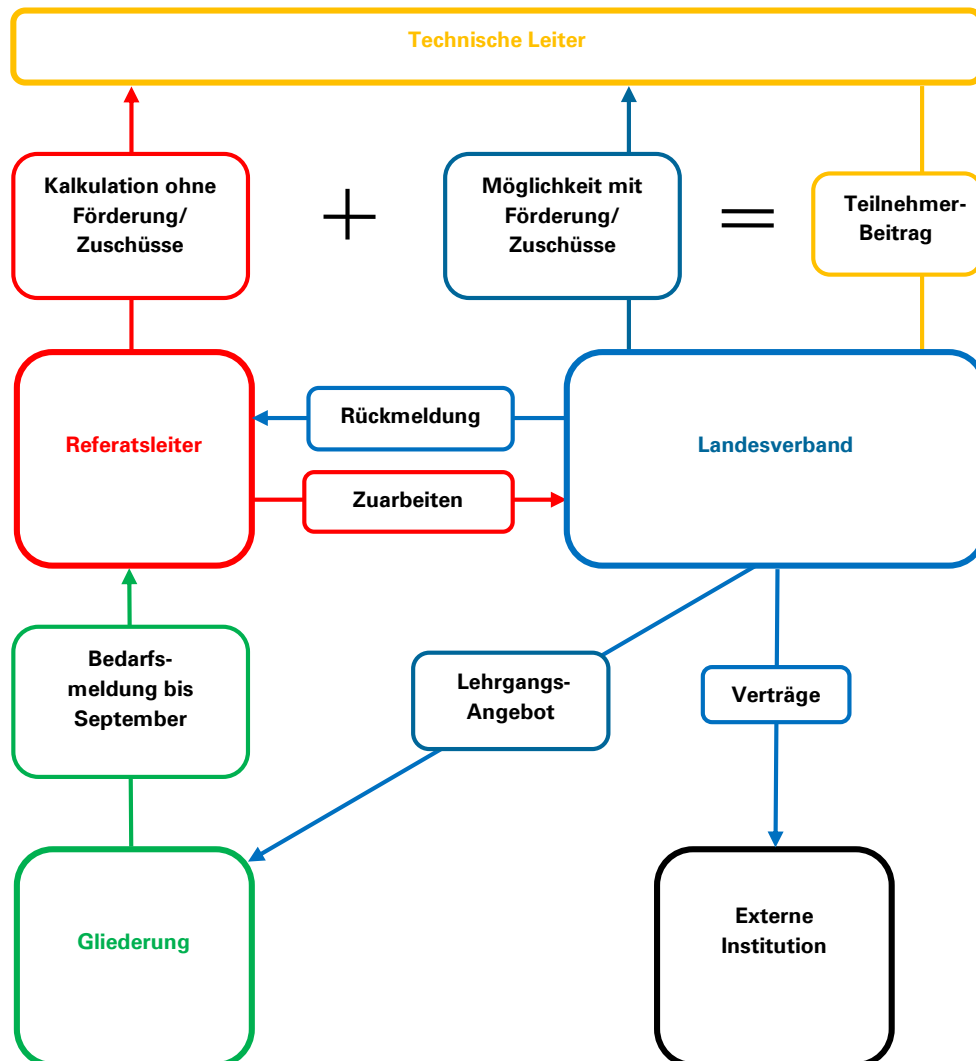 Technische Leiter
Kalkulation ohne
Förderung/
Zuschüsse
+
Möglichkeit mit
Förderung/
Zuschüsse
=
Teilnehmer-
Beitrag
Referatsleiter
Rückmeldung
Zuarbeiten
Landesverband
Bedarfs-
meldung bis
September
Lehrgangs-
Angebot
Verträge
Gliederung
Externe
Institution